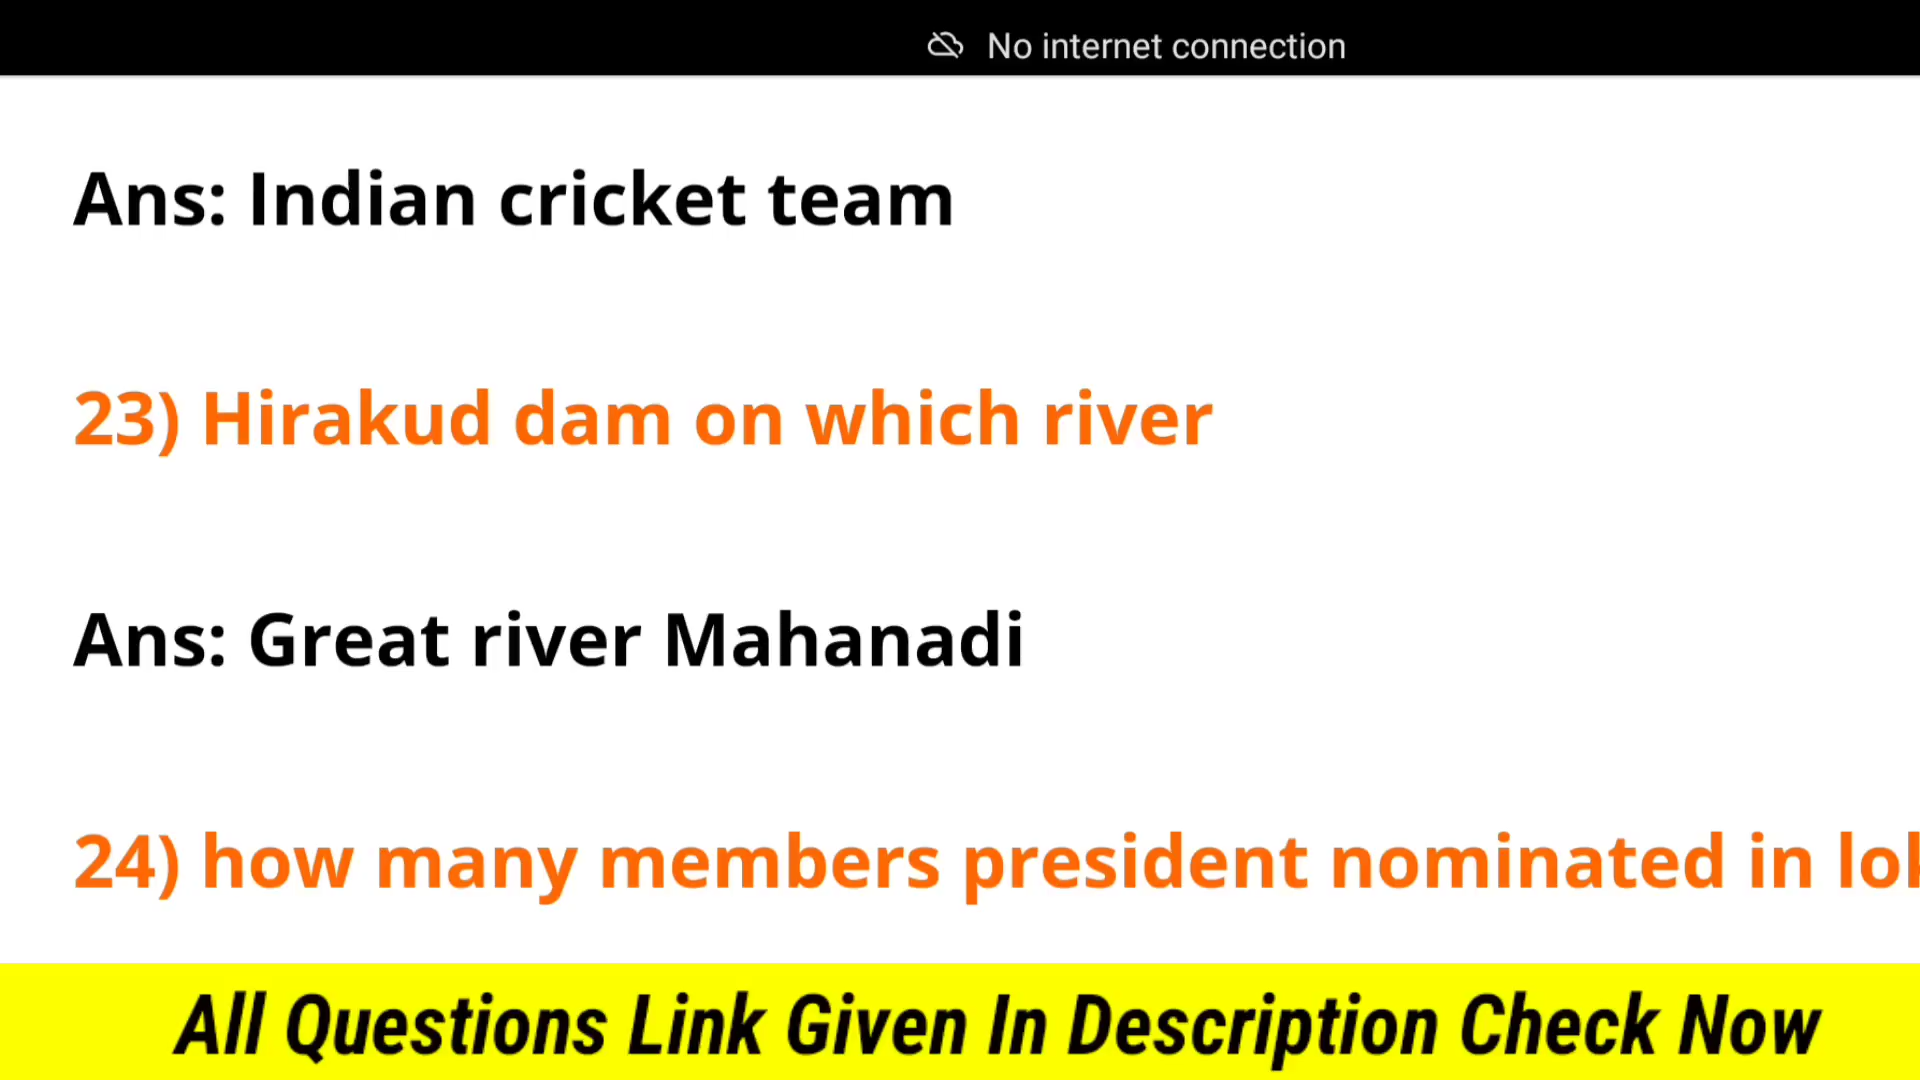 No internet connection
Ans: Indian cricket team
23) Hirakud dam on which river
Ans: Great river Mahanadi
24) how many members president nominated in
All Questions Link Given In Description Check Now